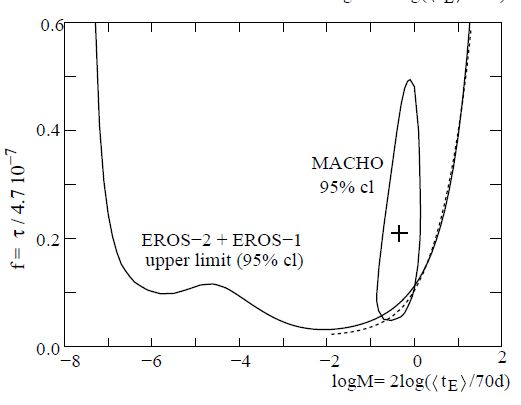 0.6
0.4
0.2
0.0
f = τ / 4.7 10⁻⁷
MACHO
95% cl
EROS−2 + EROS−1
upper limit (95% cl)
−8 −6 −4 −2 0 2
logM= 2log(⟨t_E⟩/70d)